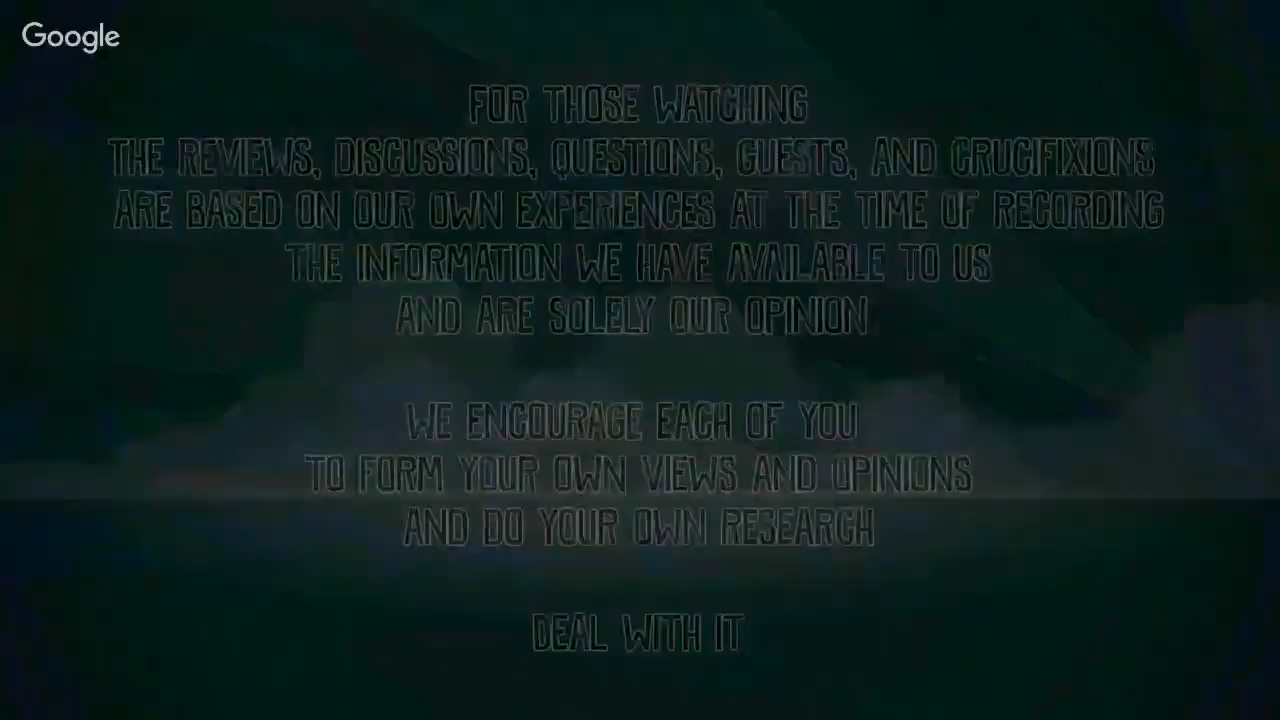 Google
FOR THOSE WATCHING
THE REVIEWS, DISCUSSIONS, QUESTIONS, GUESTS, AND CRUCIFIXIONS
ARE BASED ON OUR OWN EXPERIENCES AT THE TIME OF RECORDING
THE INFORMATION WE HAVE AVAILABLE TO US
AND ARE SOLELY OUR OPINION
WE ENCOURAGE EACH OF YOU
TO FORM YOUR OWN VIEWS AND OPINIONS
AND DO YOUR OWN RESEARCH
DEAL WITH IT